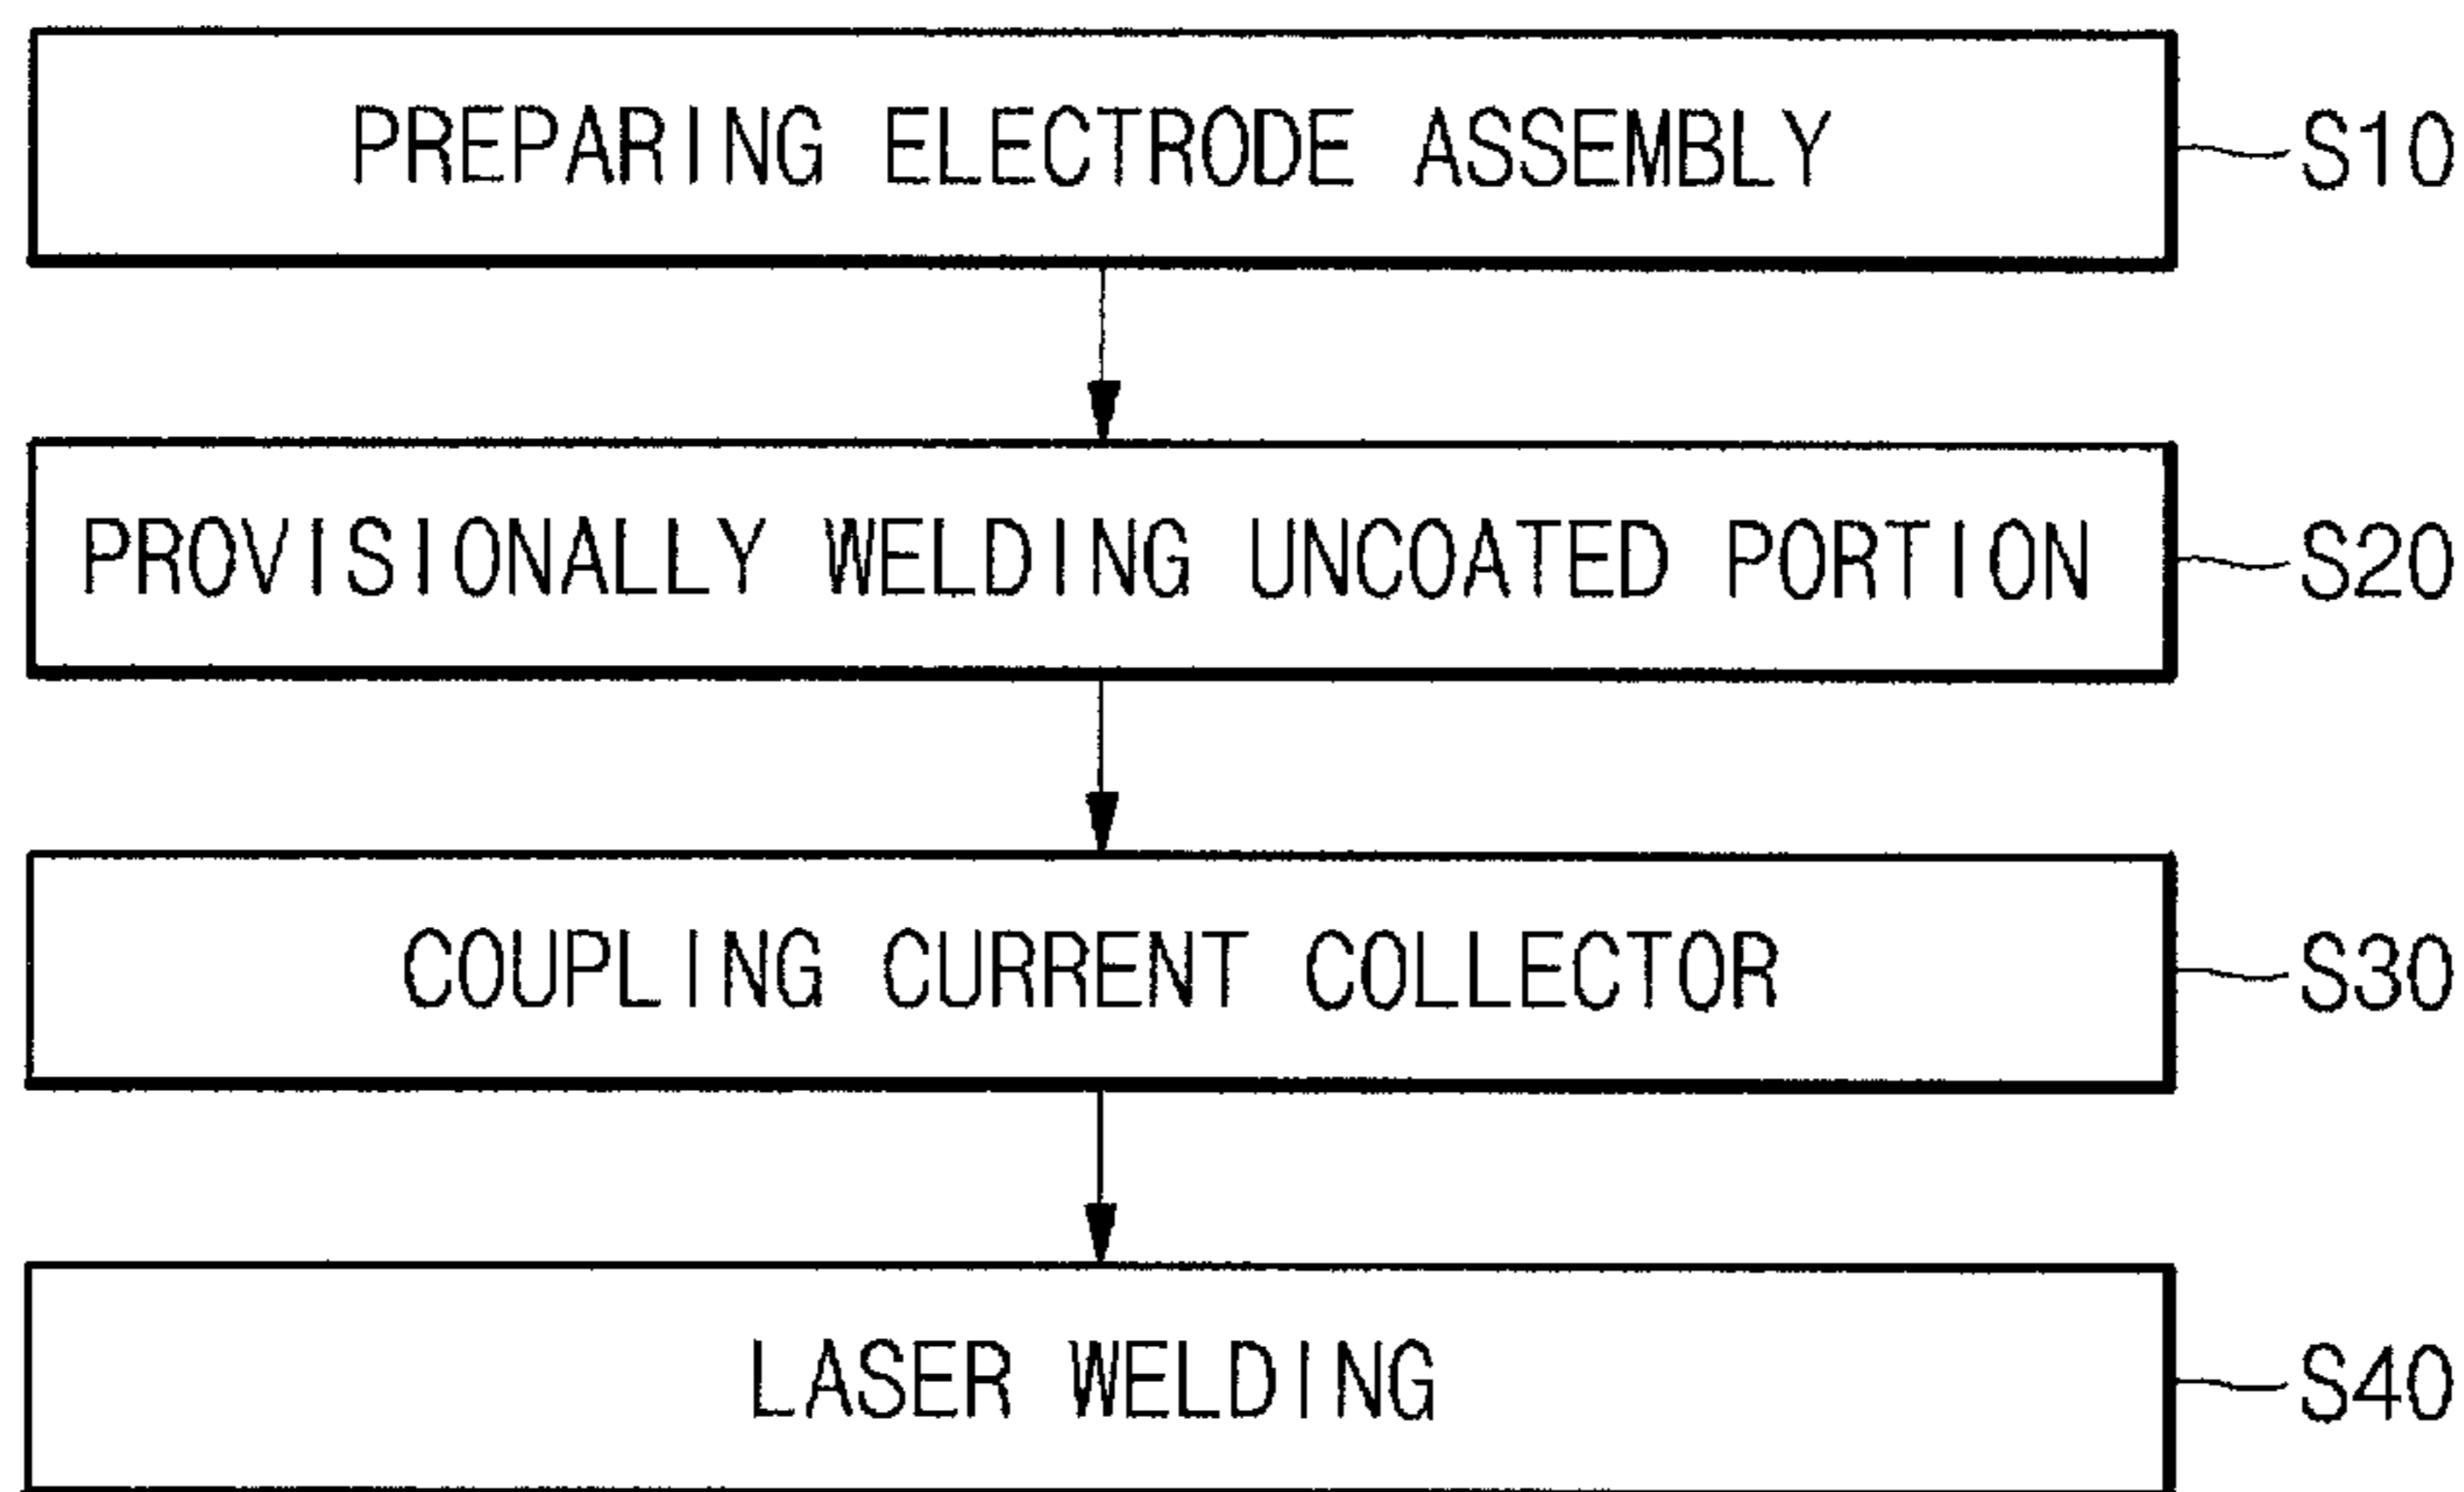 PREPARING ELECTRODE ASSEMBLY S10
PROVISIONALLY WELDING UNCOATED PORTION S20
COUPLING CURRENT COLLECTOR S30
LASER WELDING S40